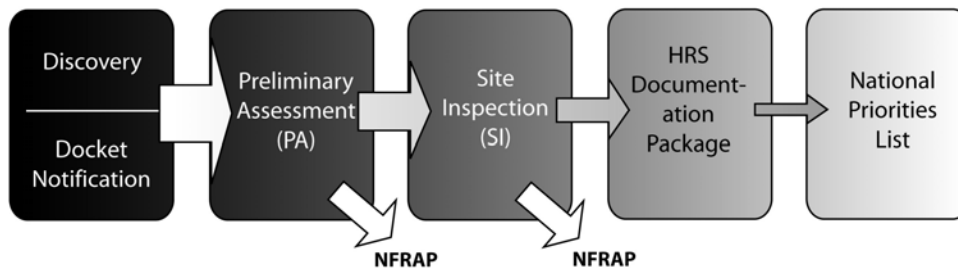 Discovery
Docket
Notification
Preliminary
Assessment
(PA)
NFRAP
Site
Inspection
(SI)
NFRAP
HRS
Document-
ation
Package
National
Priorities
List